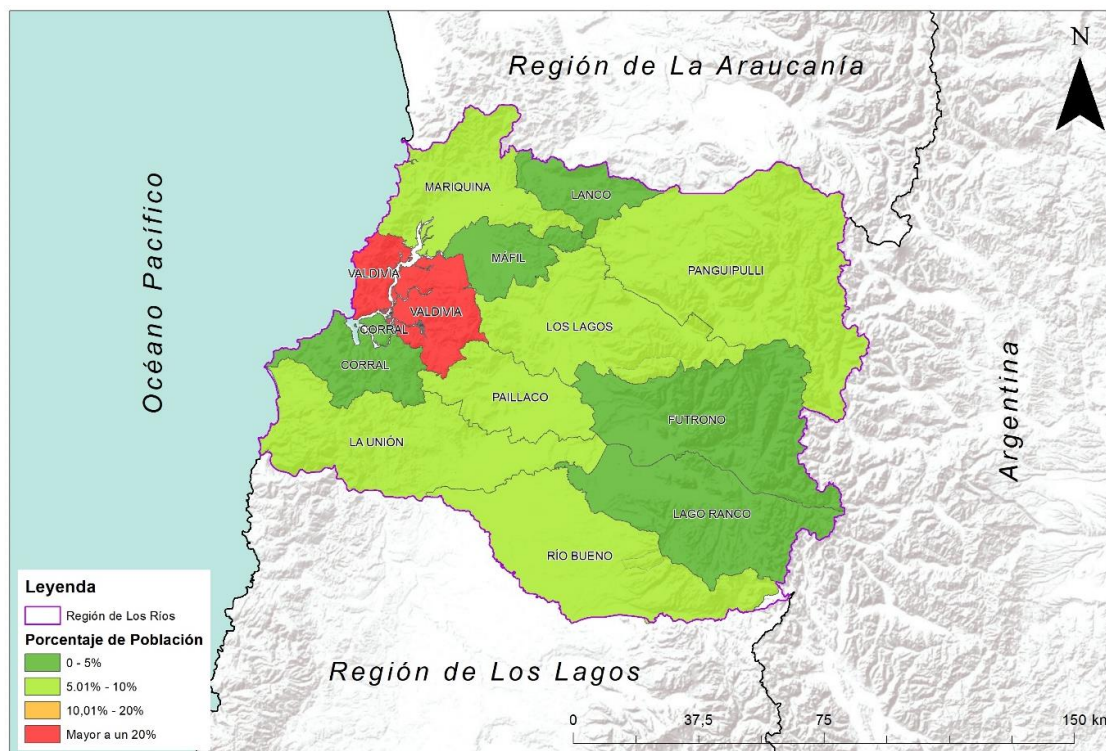 Región de La Araucanía
N
MARIQUINA
LANCO
Océano Pacífico
MÁFIL
PANGUIPULLI
VALDIVIA
VALDIVIA
LOS LAGOS
CORRAL
CORRAL
PAILLACO
FUTRONO
Argentina
LA UNIÓN
LAGO RANCO
RÍO BUENO
Región de Los Lagos
Leyenda
Región de Los Ríos
Porcentaje de Población
0 - 5%
5.01% - 10%
10,01% - 20%
Mayor a un 20%
0 37,5 75 150 km